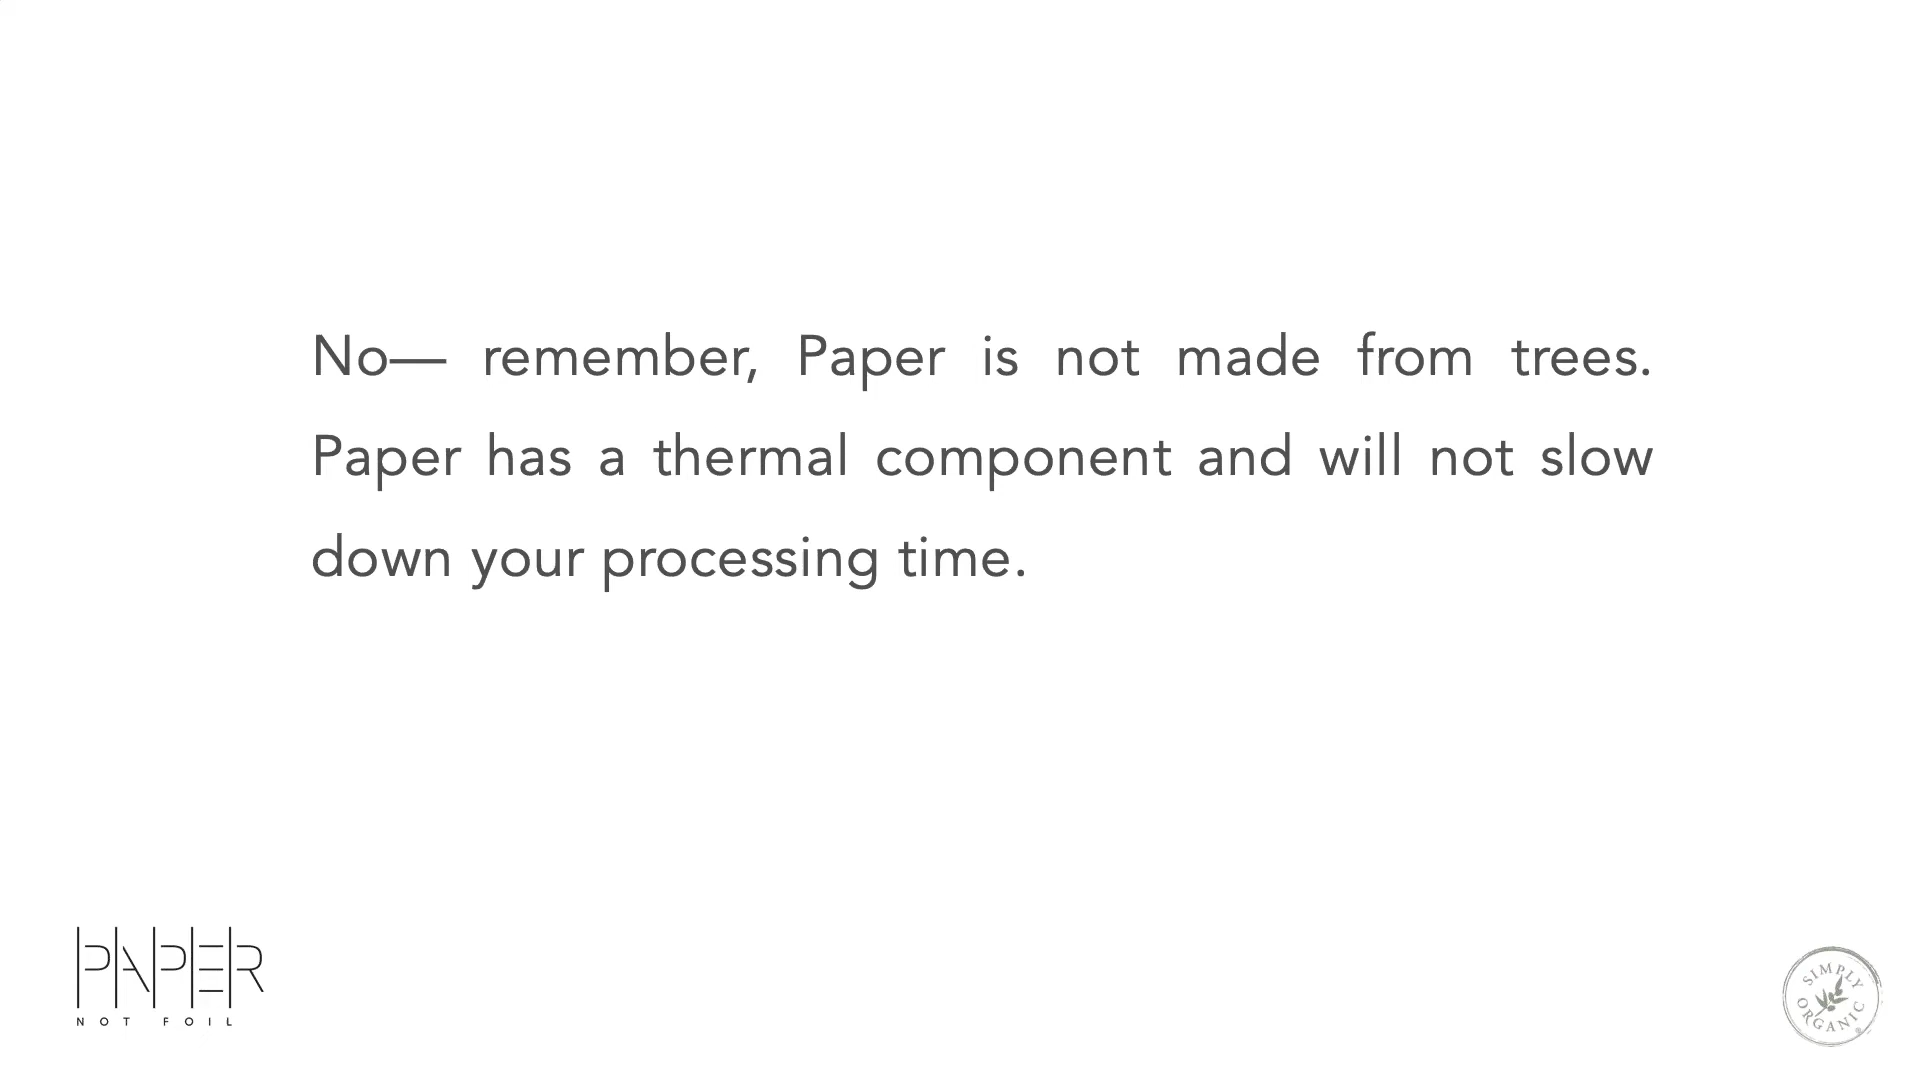 No— remember, Paper is not made from trees.
Paper has a thermal component and will not slow
down your processing time.
PAPER
NOT FOIL
SIMPLY
ORGANIC®